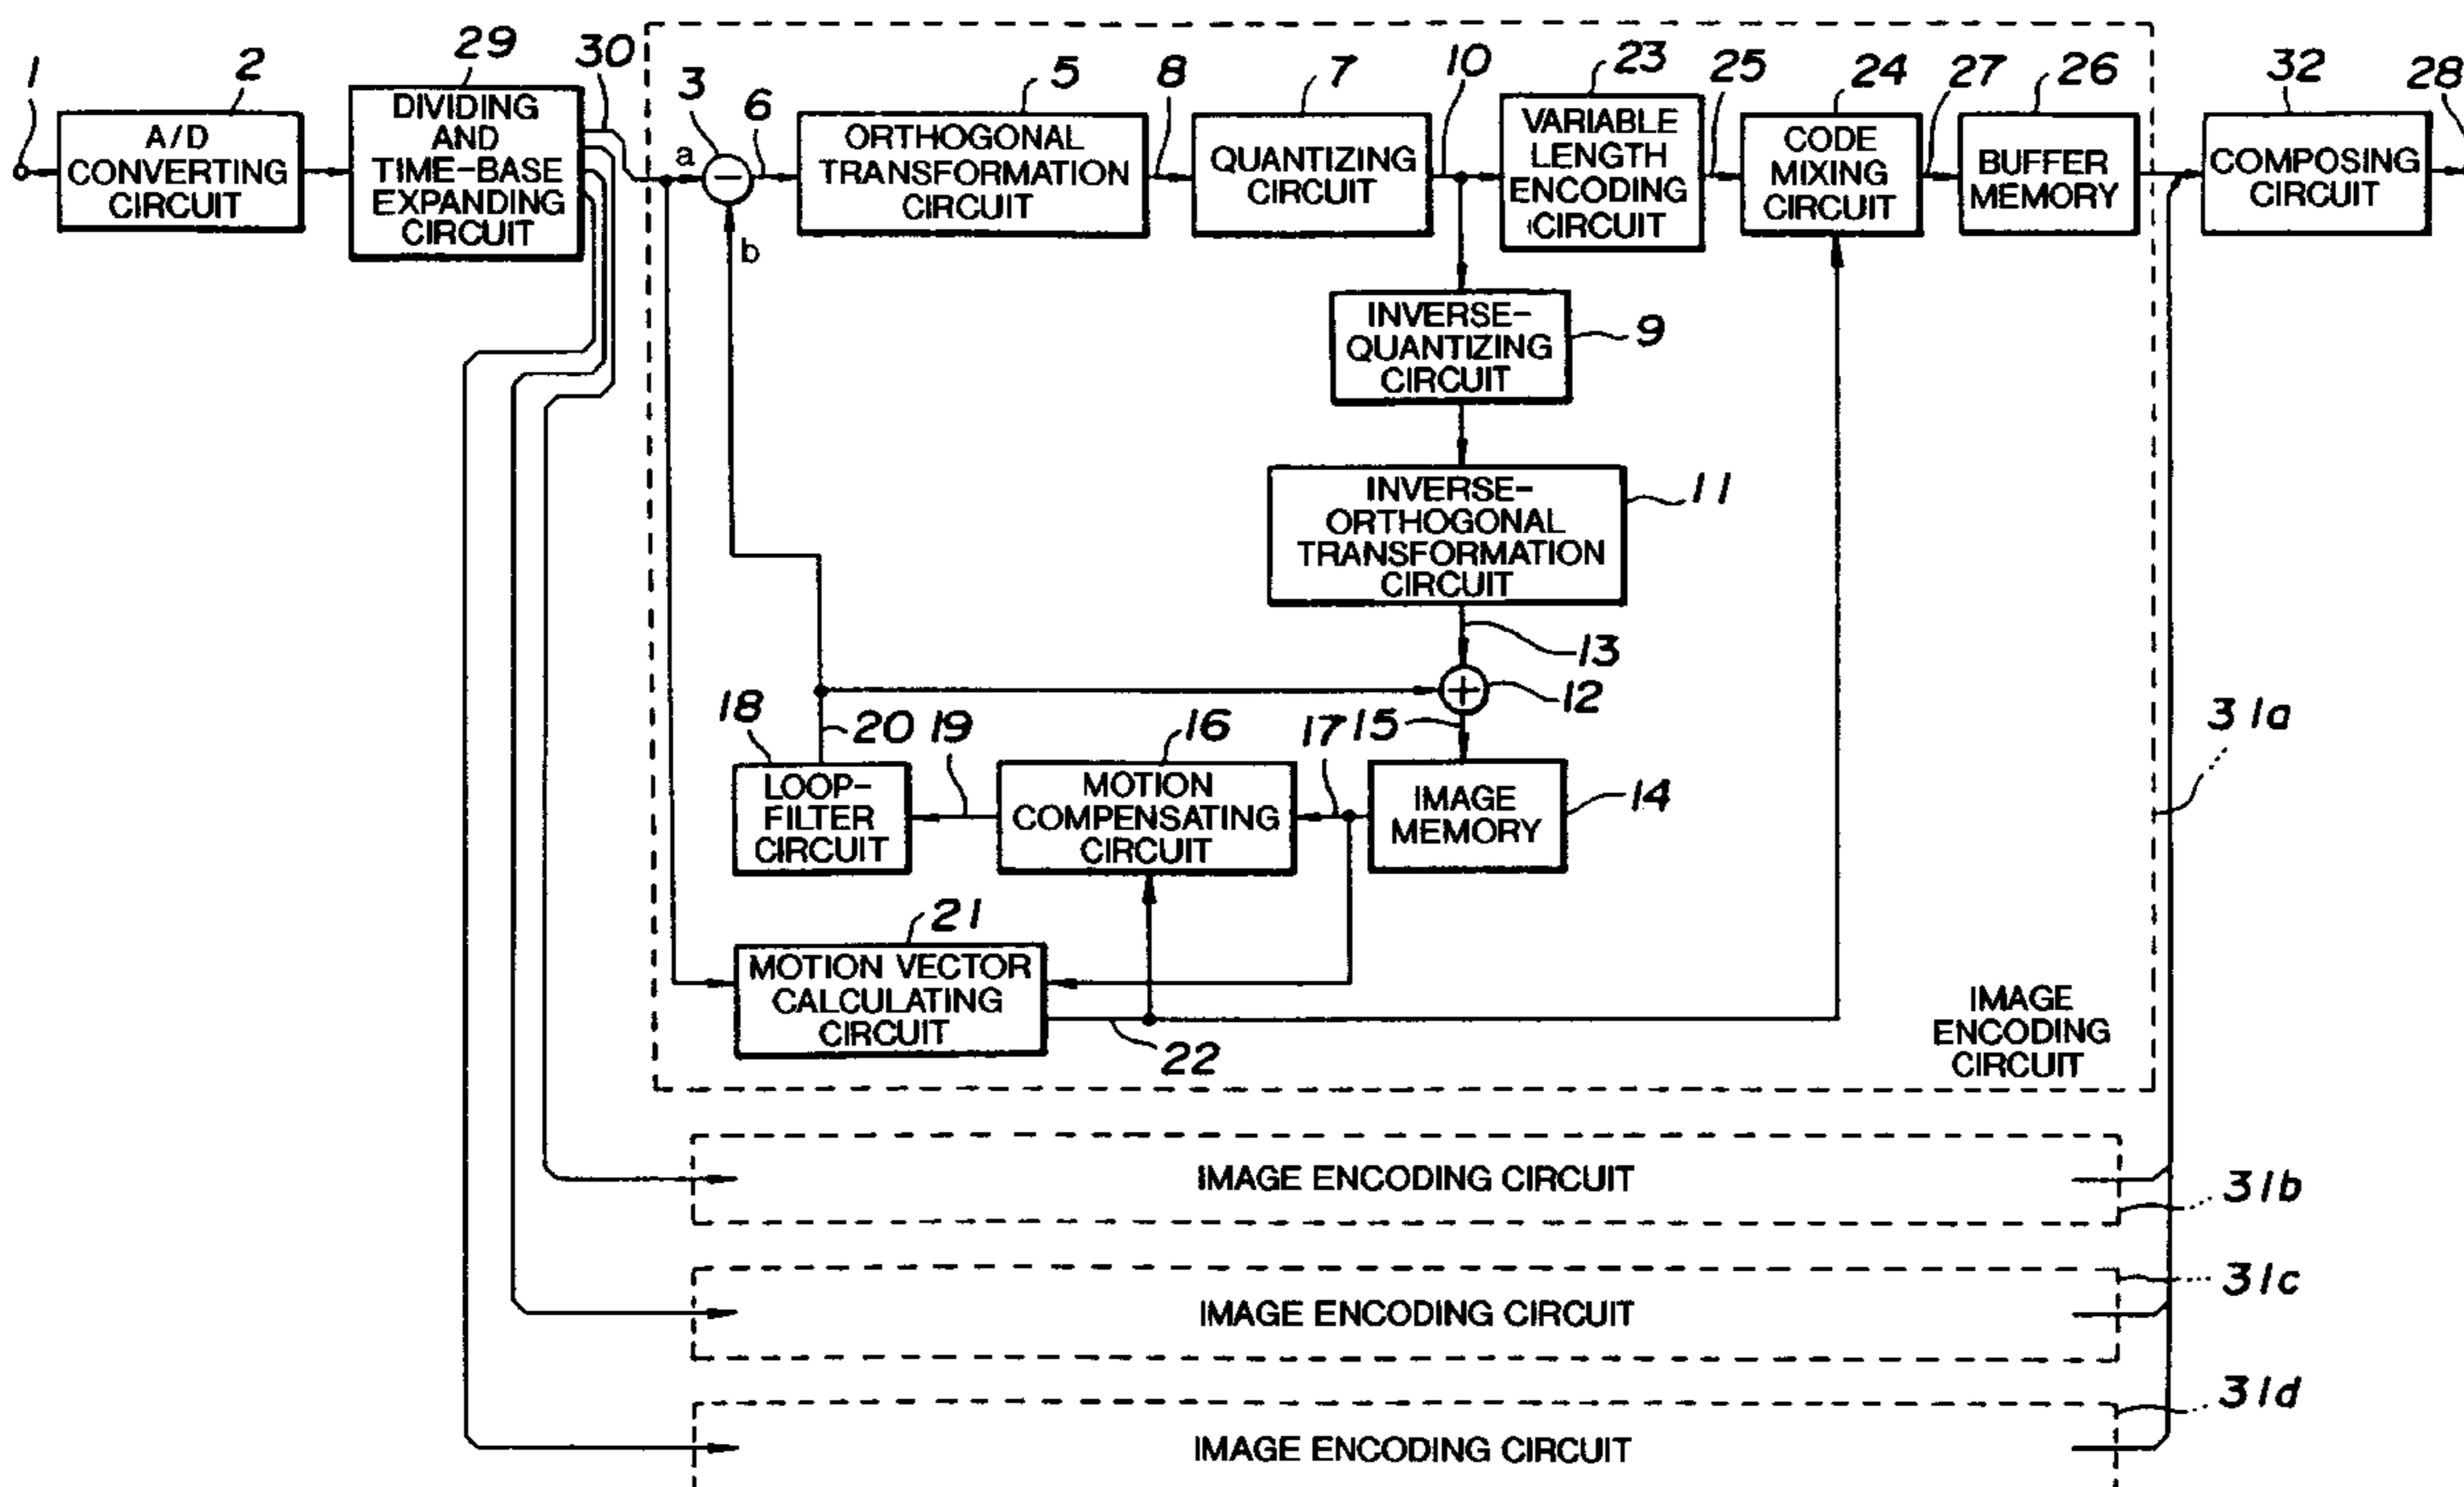 1
2
29
30
3
6
5
8
7
10
23
25
24
27
26
32
28
A/D
CONVERTING
CIRCUIT
DIVIDING
AND
TIME-BASE
EXPANDING
CIRCUIT
a
−
b
ORTHOGONAL
TRANSFORMATION
CIRCUIT
QUANTIZING
CIRCUIT
VARIABLE
LENGTH
ENCODING
CIRCUIT
CODE
MIXING
CIRCUIT
BUFFER
MEMORY
COMPOSING
CIRCUIT
INVERSE-
QUANTIZING
CIRCUIT
9
INVERSE-
ORTHOGONAL
TRANSFORMATION
CIRCUIT
11
13
+
12
18
20
19
16
17
15
31a
LOOP-
FILTER
CIRCUIT
MOTION
COMPENSATING
CIRCUIT
IMAGE
MEMORY
14
21
MOTION VECTOR
CALCULATING
CIRCUIT
22
IMAGE
ENCODING
CIRCUIT
IMAGE ENCODING CIRCUIT
31b
IMAGE ENCODING CIRCUIT
31c
IMAGE ENCODING CIRCUIT
31d